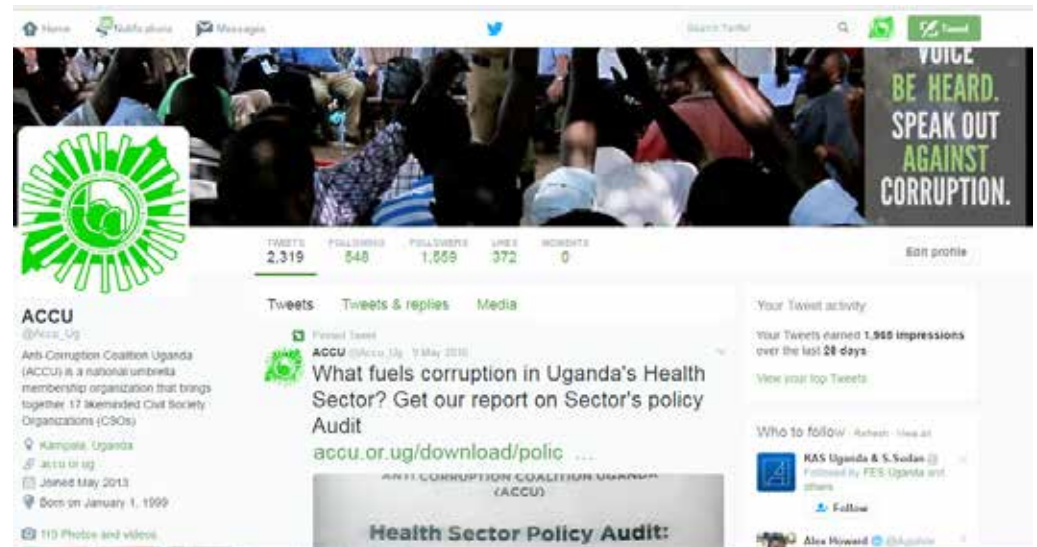 Home Notifications Messages Search Twitter Tweet
VOICE
BE HEARD.
SPEAK OUT
AGAINST
CORRUPTION.
TWEETS FOLLOWING FOLLOWERS LIKES MOMENTS
2,319 548 1,559 372 0
Edit profile
ACCU
@Accu_Ug
Anti-Corruption Coalition Uganda
(ACCU) is a national umbrella
membership organization that brings
together 17 likeminded Civil Society
Organizations (CSOs)
Kampala, Uganda
accu.or.ug
Joined May 2013
Born on January 1, 1999
113 Photos and videos
Tweets Tweets & replies Media
Pinned Tweet
ACCU @Accu_Ug · 9 May 2016
What fuels corruption in Uganda's Health
Sector? Get our report on Sector's policy
Audit
accu.or.ug/download/polic ...
ANTI CORRUPTION COALITION UGANDA
(ACCU)
Health Sector Policy Audit:
Your Tweet activity
Your Tweets earned 1,968 impressions
over the last 28 days
View your top Tweets
Who to follow · Refresh · View all
KAS Uganda & S.Sudan @
Followed by FES Uganda and
others
Follow
Alex Howard